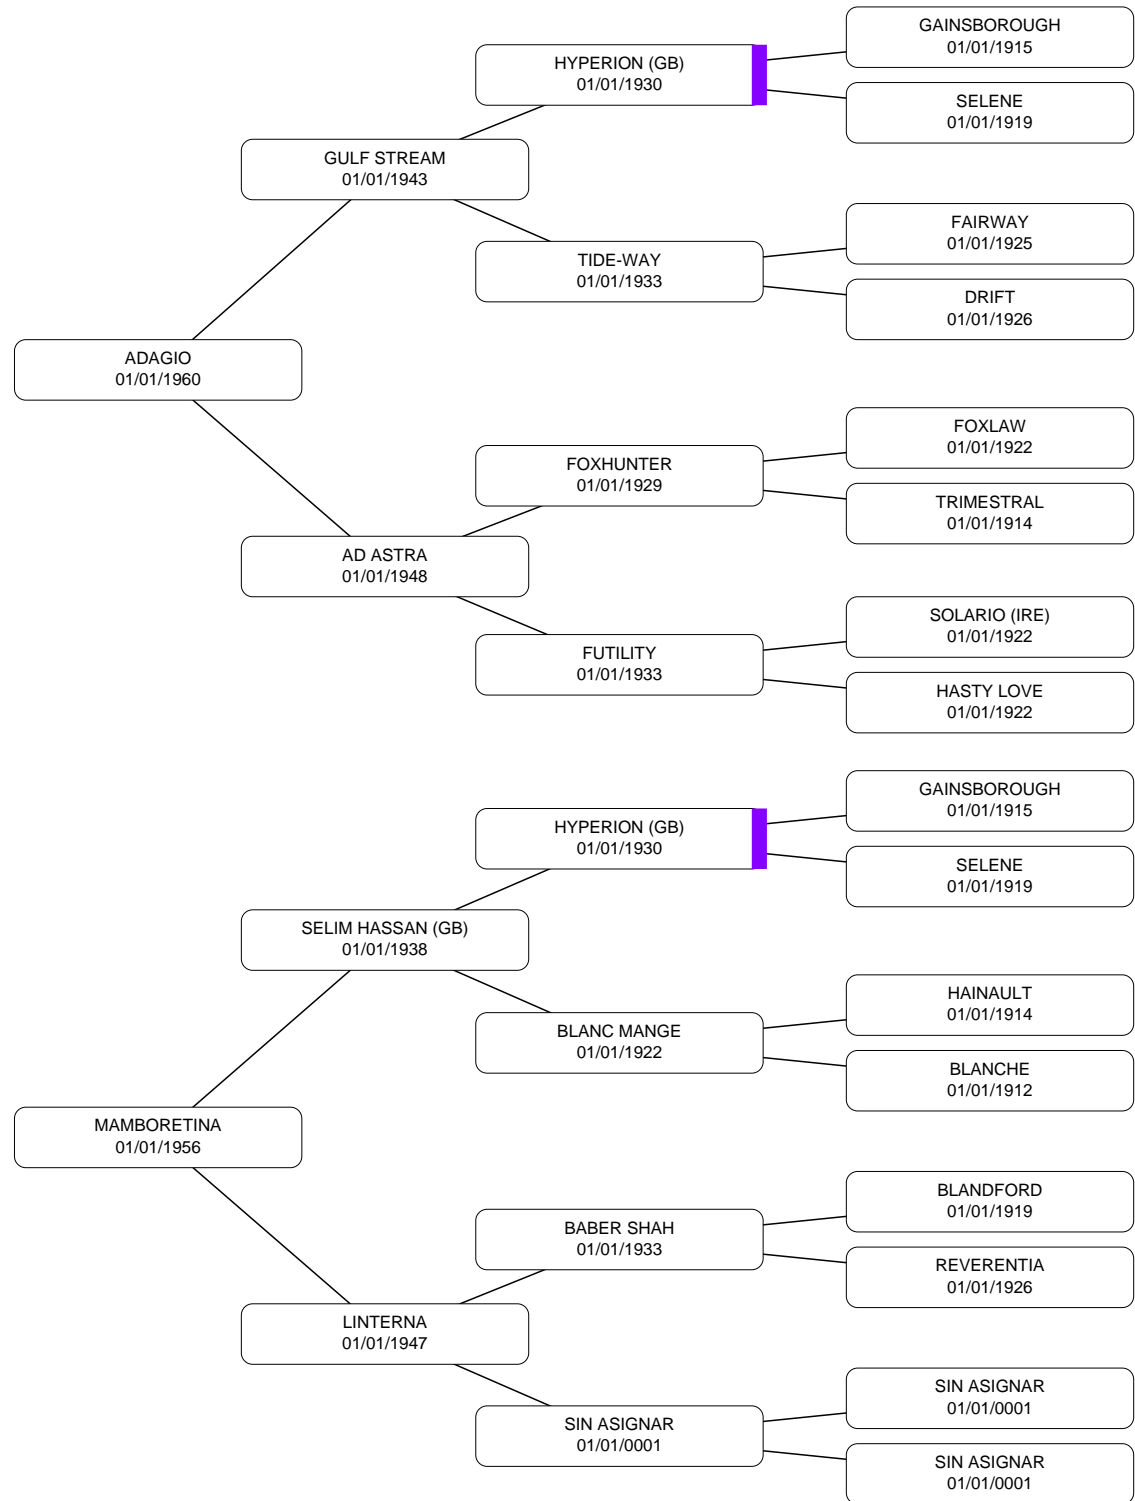 GAINSBOROUGH
01/01/1915
HYPERION (GB)
01/01/1930
SELENE
01/01/1919
GULF STREAM
01/01/1943
FAIRWAY
01/01/1925
TIDE-WAY
01/01/1933
DRIFT
01/01/1926
ADAGIO
01/01/1960
FOXLAW
01/01/1922
FOXHUNTER
01/01/1929
TRIMESTRAL
01/01/1914
AD ASTRA
01/01/1948
SOLARIO (IRE)
01/01/1922
FUTILITY
01/01/1933
HASTY LOVE
01/01/1922
GAINSBOROUGH
01/01/1915
HYPERION (GB)
01/01/1930
SELENE
01/01/1919
SELIM HASSAN (GB)
01/01/1938
HAINAULT
01/01/1914
BLANC MANGE
01/01/1922
BLANCHE
01/01/1912
MAMBORETINA
01/01/1956
BLANDFORD
01/01/1919
BABER SHAH
01/01/1933
REVERENTIA
01/01/1926
LINTERNA
01/01/1947
SIN ASIGNAR
01/01/0001
SIN ASIGNAR
01/01/0001
SIN ASIGNAR
01/01/0001